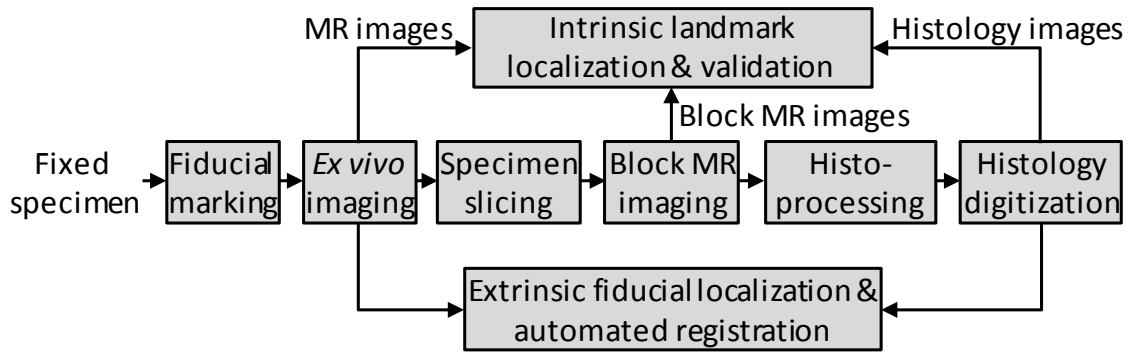 MR images
Intrinsic landmark
localization & validation
Histology images
Block MR images
Fixed
specimen
Fiducial
marking
Ex vivo
imaging
Specimen
slicing
Block MR
imaging
Histo-
processing
Histology
digitization
Extrinsic fiducial localization &
automated registration